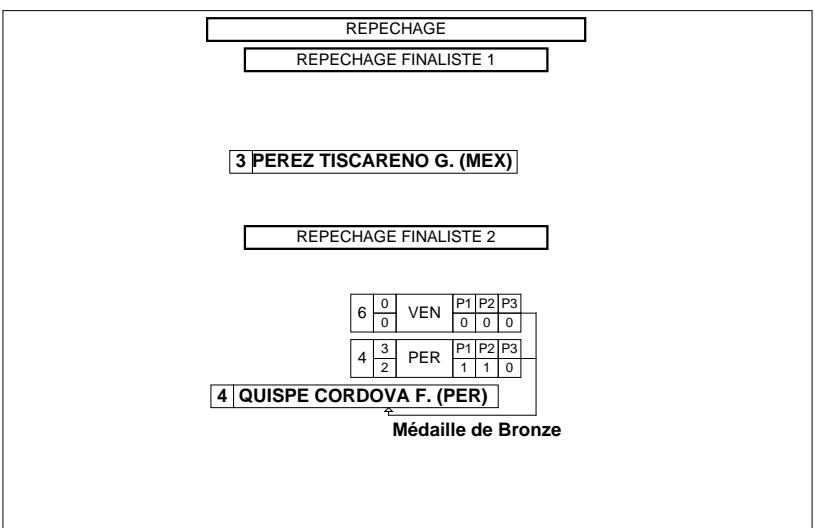 REPECHAGE
REPECHAGE FINALISTE 1
3 PEREZ TISCARENO G. (MEX)
REPECHAGE FINALISTE 2
6 0 VEN P1 P2 P3
0 0 0 0
4 3 PER P1 P2 P3
2 1 1 0
4 QUISPE CORDOVA F. (PER)
Médaille de Bronze